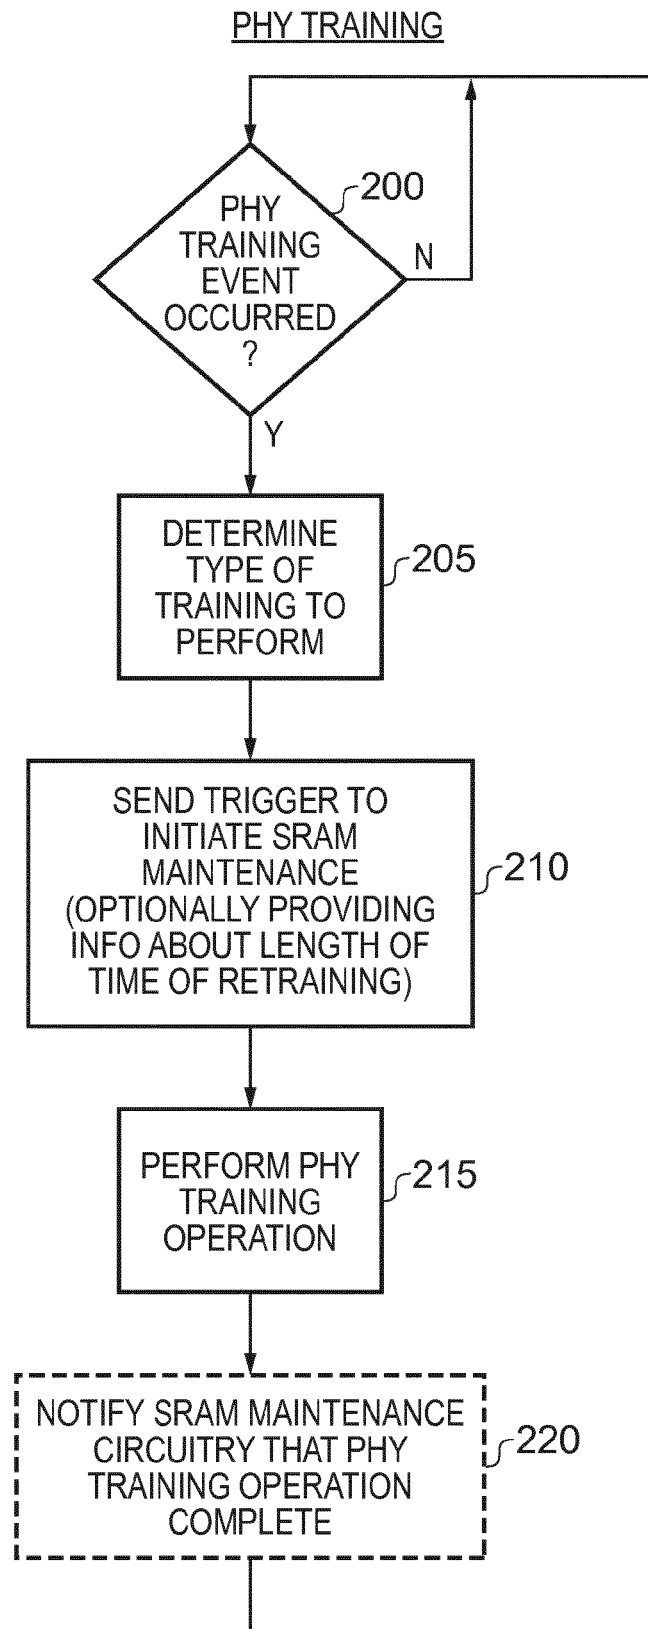 PHY TRAINING
200
PHY
TRAINING
EVENT
OCCURRED
?
N
Y
DETERMINE
TYPE OF
TRAINING TO
PERFORM
205
SEND TRIGGER TO
INITIATE SRAM
MAINTENANCE
(OPTIONALLY PROVIDING
INFO ABOUT LENGTH OF
TIME OF RETRAINING)
210
PERFORM PHY
TRAINING
OPERATION
215
NOTIFY SRAM MAINTENANCE
CIRCUITRY THAT PHY
TRAINING OPERATION
COMPLETE
220